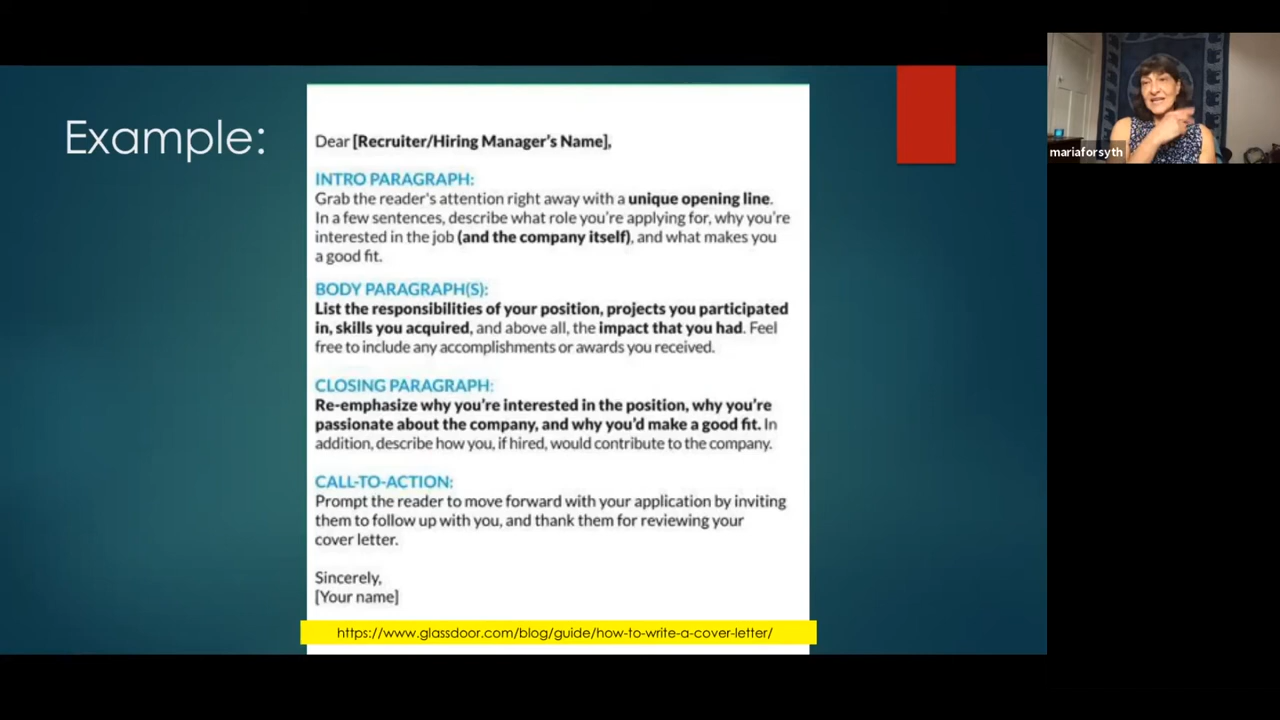 Example:
Dear [Recruiter/Hiring Manager's Name],
INTRO PARAGRAPH:
Grab the reader's attention right away with a unique opening line.
In a few sentences, describe what role you're applying for, why you're
interested in the job (and the company itself), and what makes you
a good fit.
BODY PARAGRAPH(S):
List the responsibilities of your position, projects you participated
in, skills you acquired, and above all, the impact that you had. Feel
free to include any accomplishments or awards you received.
CLOSING PARAGRAPH:
Re-emphasize why you're interested in the position, why you're
passionate about the company, and why you'd make a good fit. In
addition, describe how you, if hired, would contribute to the company.
CALL-TO-ACTION:
Prompt the reader to move forward with your application by inviting
them to follow up with you, and thank them for reviewing your
cover letter.
Sincerely,
[Your name]
https://www.glassdoor.com/blog/guide/how-to-write-a-cover-letter/
mariaforsyth